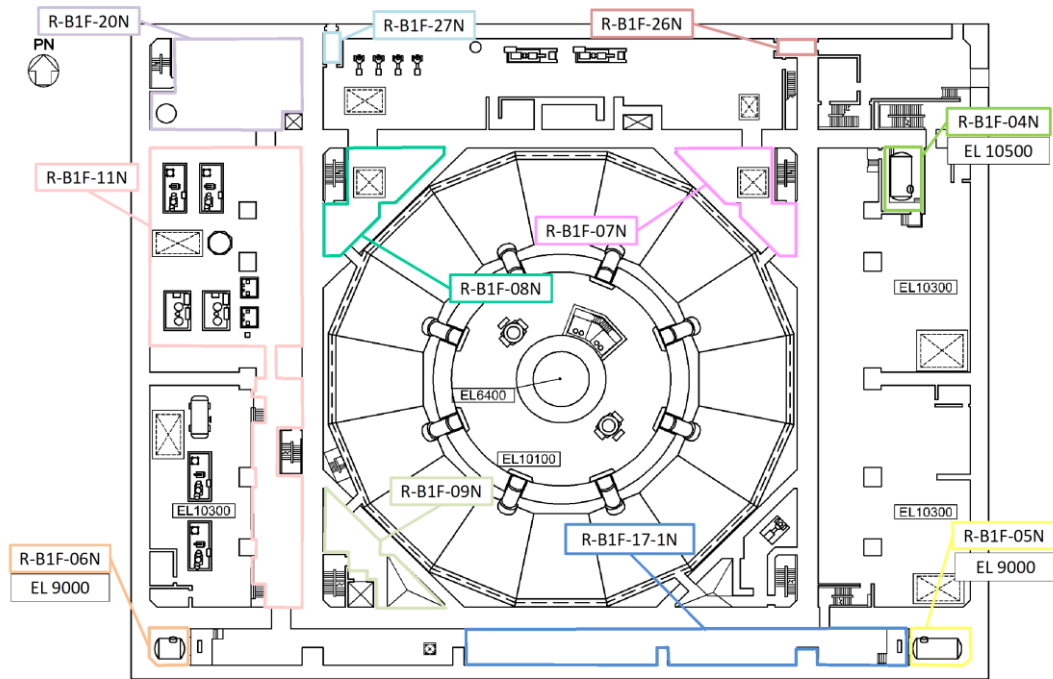 R-B1F-20N
R-B1F-27N
R-B1F-26N
PN
R-B1F-04N
EL 10500
R-B1F-11N
R-B1F-07N
R-B1F-08N
EL10300
EL6400
EL10100
R-B1F-09N
EL10300
EL10300
R-B1F-17-1N
R-B1F-05N
EL 9000
R-B1F-06N
EL 9000